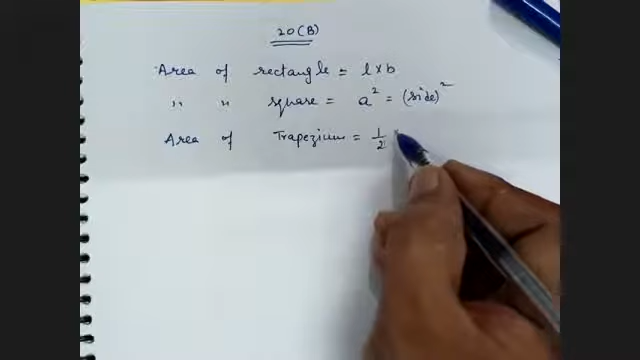 20(B)
Area of rectangle = l x b
" " square = a² = (side)²
Area of Trapezium = 1/2